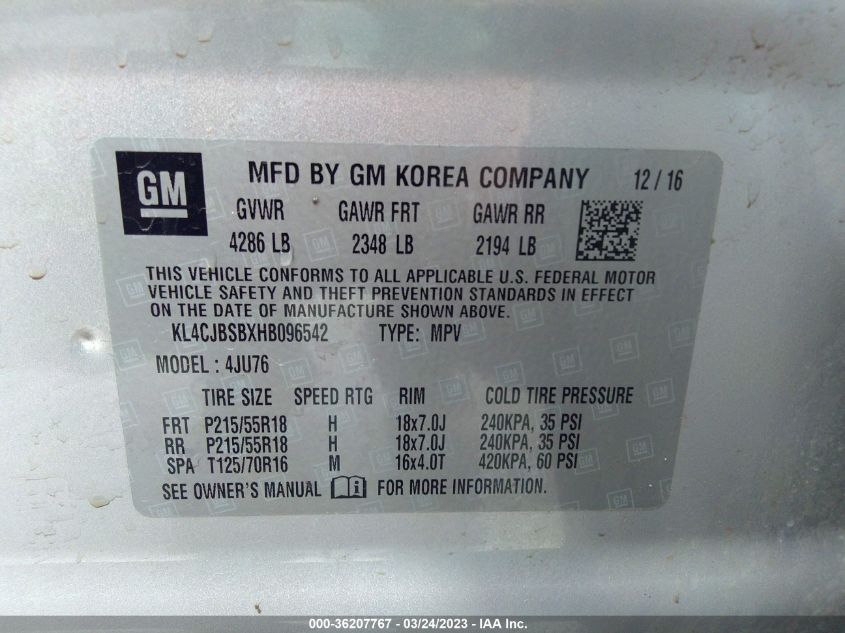 GM MFD BY GM KOREA COMPANY 12 / 16
GVWR GAWR FRT GAWR RR
4286 LB 2348 LB 2194 LB
THIS VEHICLE CONFORMS TO ALL APPLICABLE U.S. FEDERAL MOTOR
VEHICLE SAFETY AND THEFT PREVENTION STANDARDS IN EFFECT
ON THE DATE OF MANUFACTURE SHOWN ABOVE.
KL4CJBSBXHB096542 TYPE: MPV
MODEL : 4JU76
TIRE SIZE SPEED RTG RIM COLD TIRE PRESSURE
FRT P215/55R18 H 18x7.0J 240KPA, 35 PSI
RR P215/55R18 H 18x7.0J 240KPA, 35 PSI
SPA T125/70R16 M 16x4.0T 420KPA, 60 PSI
SEE OWNER'S MANUAL FOR MORE INFORMATION.
000-36207767 - 03/24/2023 - IAA Inc.